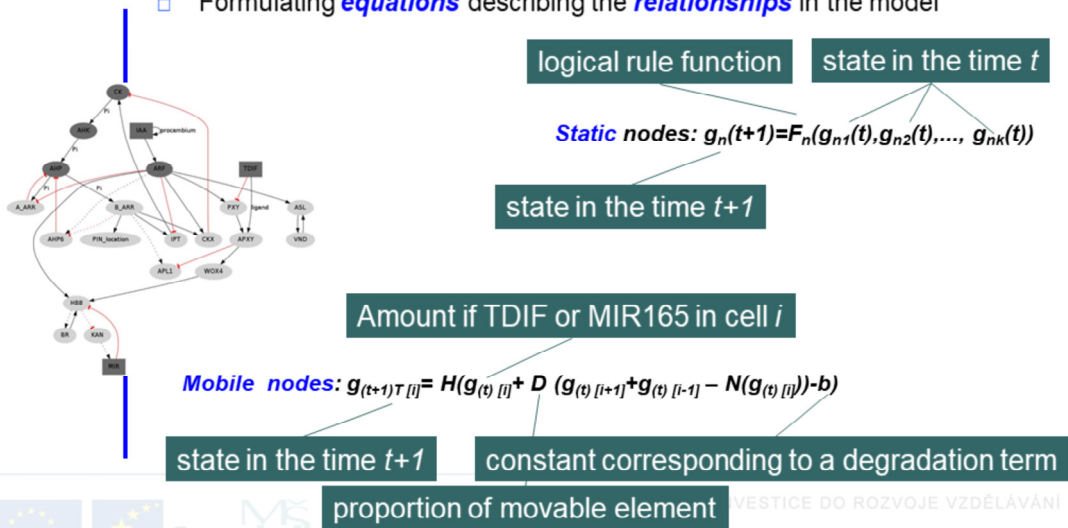 Formulating equations describing the relationships in the model
logical rule function
state in the time t
Static nodes: gn(t+1)=Fn(gn1(t),gn2(t),..., gnk(t))
state in the time t+1
CK
Pi
AHK
IAA
procambium
Pi
AHP
ARF
TDIF
Pi
Pi
A_ARR
B_ARR
PXY
ligand
ASL
AHP6
PIN_location
IPT
CKX
APXY
VND
APL1
WOX4
HB8
BR
KAN
MIR
Amount if TDIF or MIR165 in cell i
Mobile nodes: g(t+1)T [i]= H(g(t) [i]+ D (g(t) [i+1]+g(t) [i-1] – N(g(t) [i]))-b)
state in the time t+1
constant corresponding to a degradation term
proportion of movable element
VESTICE DO ROZVOJE VZDĚLÁVÁNÍ